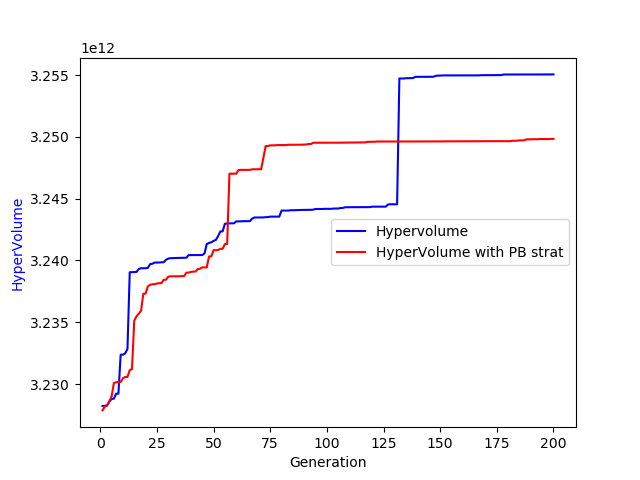 1e12
3.255
3.250
3.245
3.240
3.235
3.230
HyperVolume
Hypervolume
HyperVolume with PB strat
0 25 50 75 100 125 150 175 200
Generation